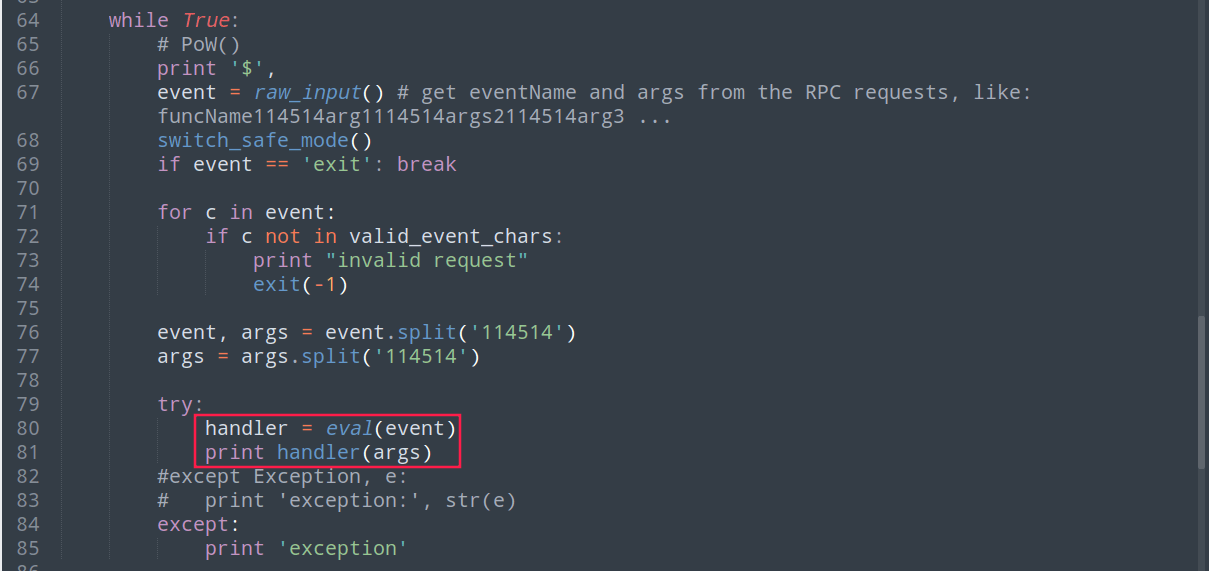 64 while True:
65 # PoW()
66 print '$',
67 event = raw_input() # get eventName and args from the RPC requests, like:
funcName114514arg1114514args2114514arg3 ...
68 switch_safe_mode()
69 if event == 'exit': break
70
71 for c in event:
72 if c not in valid_event_chars:
73 print "invalid request"
74 exit(-1)
75
76 event, args = event.split('114514')
77 args = args.split('114514')
78
79 try:
80 handler = eval(event)
81 print handler(args)
82 #except Exception, e:
83 #   print 'exception:', str(e)
84 except:
85 print 'exception'